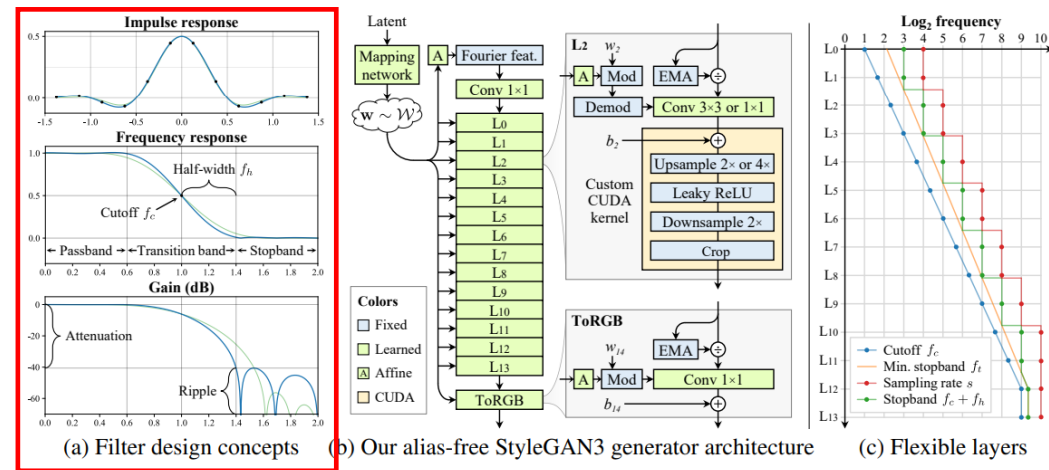 Impulse response
0.5
0.0
-1.5 -1.0 -0.5 0.0 0.5 1.0 1.5
Frequency response
1.0
Half-width fh
0.5
Cutoff fc
0.0
Passband Transition band Stopband
0.0 0.2 0.4 0.6 0.8 1.0 1.2 1.4 1.6 1.8 2.0
Gain (dB)
0
-20
Attenuation
-40
Ripple
-60
0.0 0.2 0.4 0.6 0.8 1.0 1.2 1.4 1.6 1.8 2.0
(a) Filter design concepts
Latent
Mapping
network
w ~ W
A
Fourier feat.
Conv 1×1
L0
L1
L2
L3
L4
L5
L6
L7
L8
L9
L10
L11
L12
L13
ToRGB
Colors
Fixed
Learned
A Affine
CUDA
L2
w2
A
Mod
EMA
÷
Demod
Conv 3×3 or 1×1
b2
+
Custom
CUDA
kernel
Upsample 2× or 4×
Leaky ReLU
Downsample 2×
Crop
ToRGB
w14
A
Mod
EMA
÷
Conv 1×1
b14
+
(b) Our alias-free StyleGAN3 generator architecture
Log2 frequency
0 1 2 3 4 5 6 7 8 9 10
L0
L1
L2
L3
L4
L5
L6
L7
L8
L9
L10
L11
L12
L13
Cutoff fc
Min. stopband ft
Sampling rate s
Stopband fc + fh
(c) Flexible layers